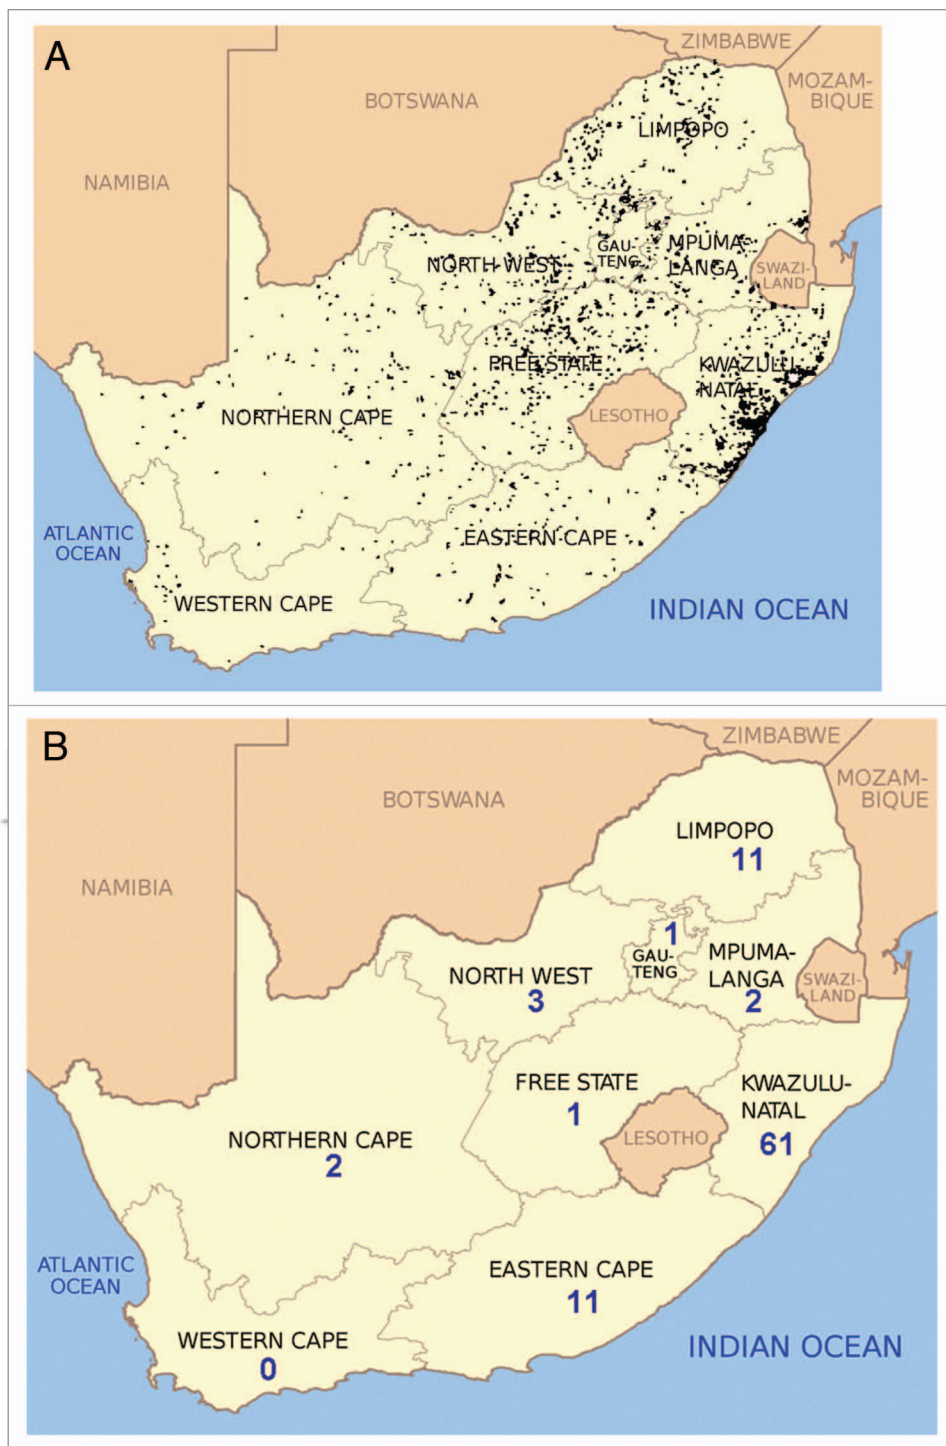 A
ZIMBABWE
MOZAM-
BIQUE
BOTSWANA
LIMPOPO
NAMIBIA
GAU-
TENG
MPUMA-
LANGA
NORTH WEST
SWAZI-
LAND
FREE STATE
KWAZULU-
NATAL
LESOTHO
NORTHERN CAPE
ATLANTIC
OCEAN
EASTERN CAPE
WESTERN CAPE
INDIAN OCEAN
B
ZIMBABWE
MOZAM-
BIQUE
BOTSWANA
LIMPOPO
11
NAMIBIA
1
GAU-
TENG
MPUMA-
LANGA
2
NORTH WEST
3
SWAZI-
LAND
FREE STATE
1
KWAZULU-
NATAL
61
LESOTHO
NORTHERN CAPE
2
ATLANTIC
OCEAN
EASTERN CAPE
11
WESTERN CAPE
0
INDIAN OCEAN